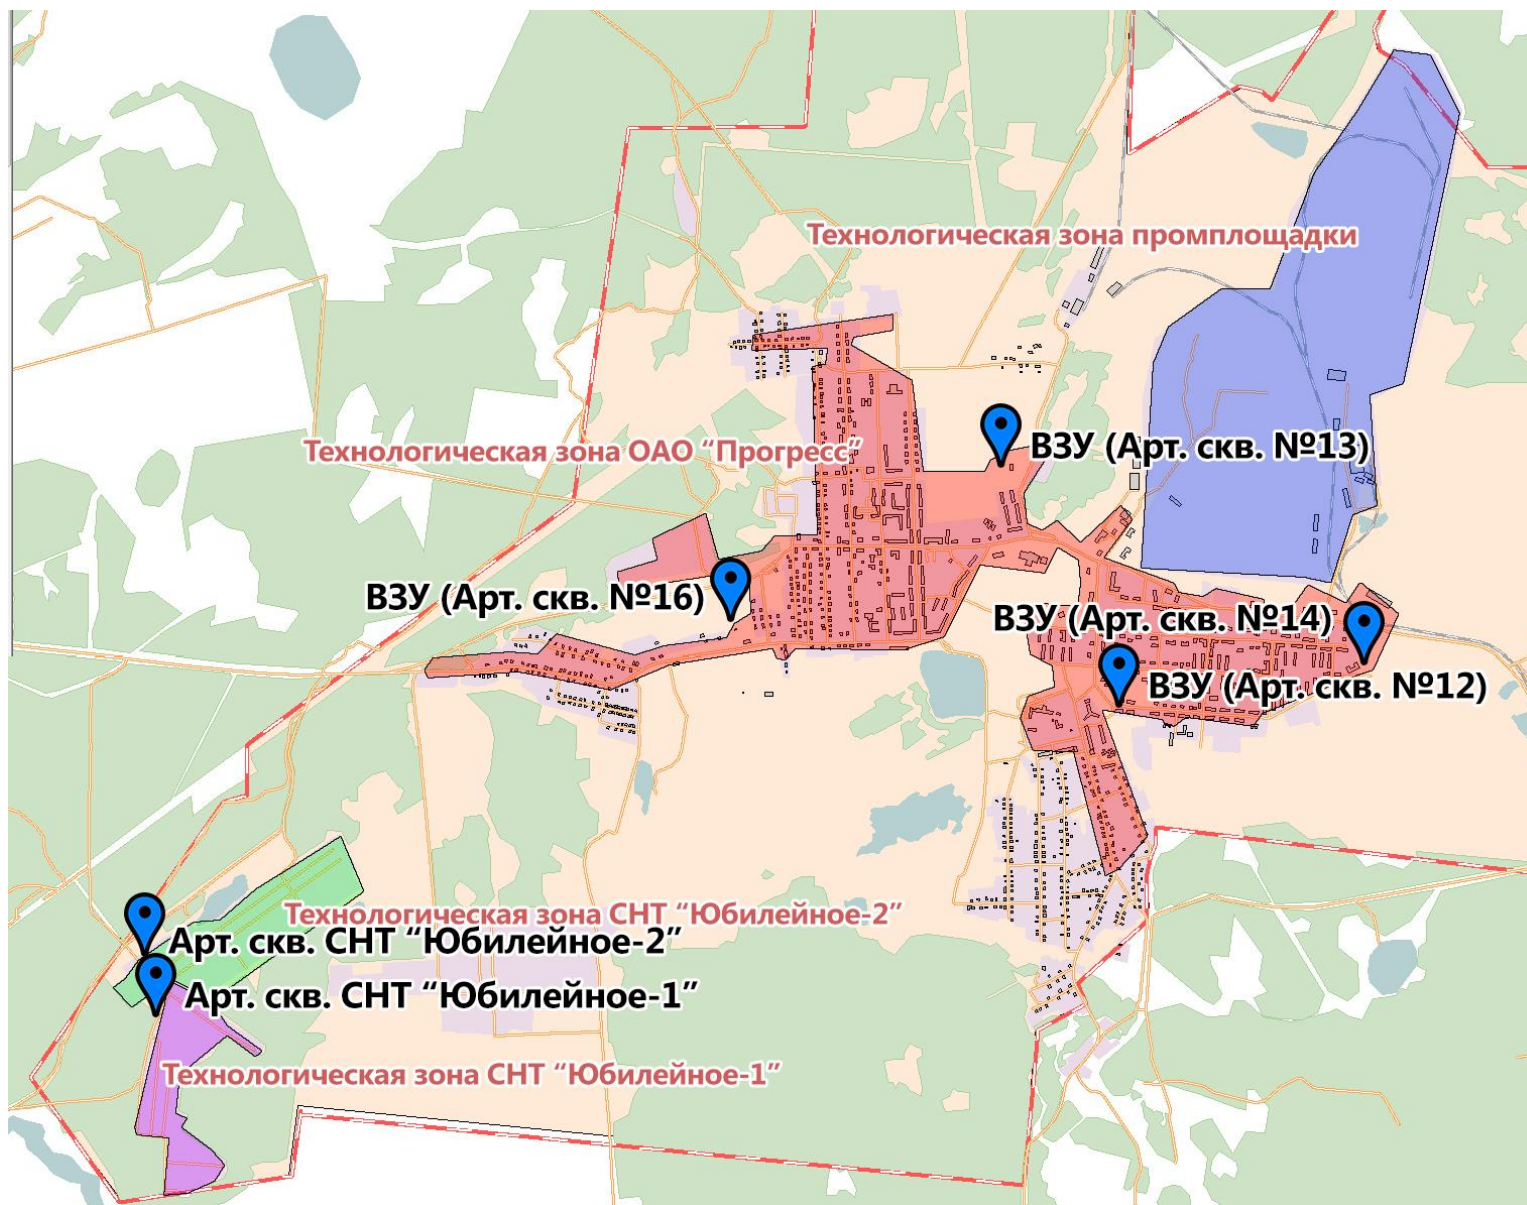 Технологическая зона промплощадки
Технологическая зона ОАО “Прогресс”
ВЗУ (Арт. скв. №13)
ВЗУ (Арт. скв. №16)
ВЗУ (Арт. скв. №14)
ВЗУ (Арт. скв. №12)
Технологическая зона СНТ “Юбилейное-2”
Арт. скв. СНТ “Юбилейное-2”
Арт. скв. СНТ “Юбилейное-1”
Технологическая зона СНТ “Юбилейное-1”